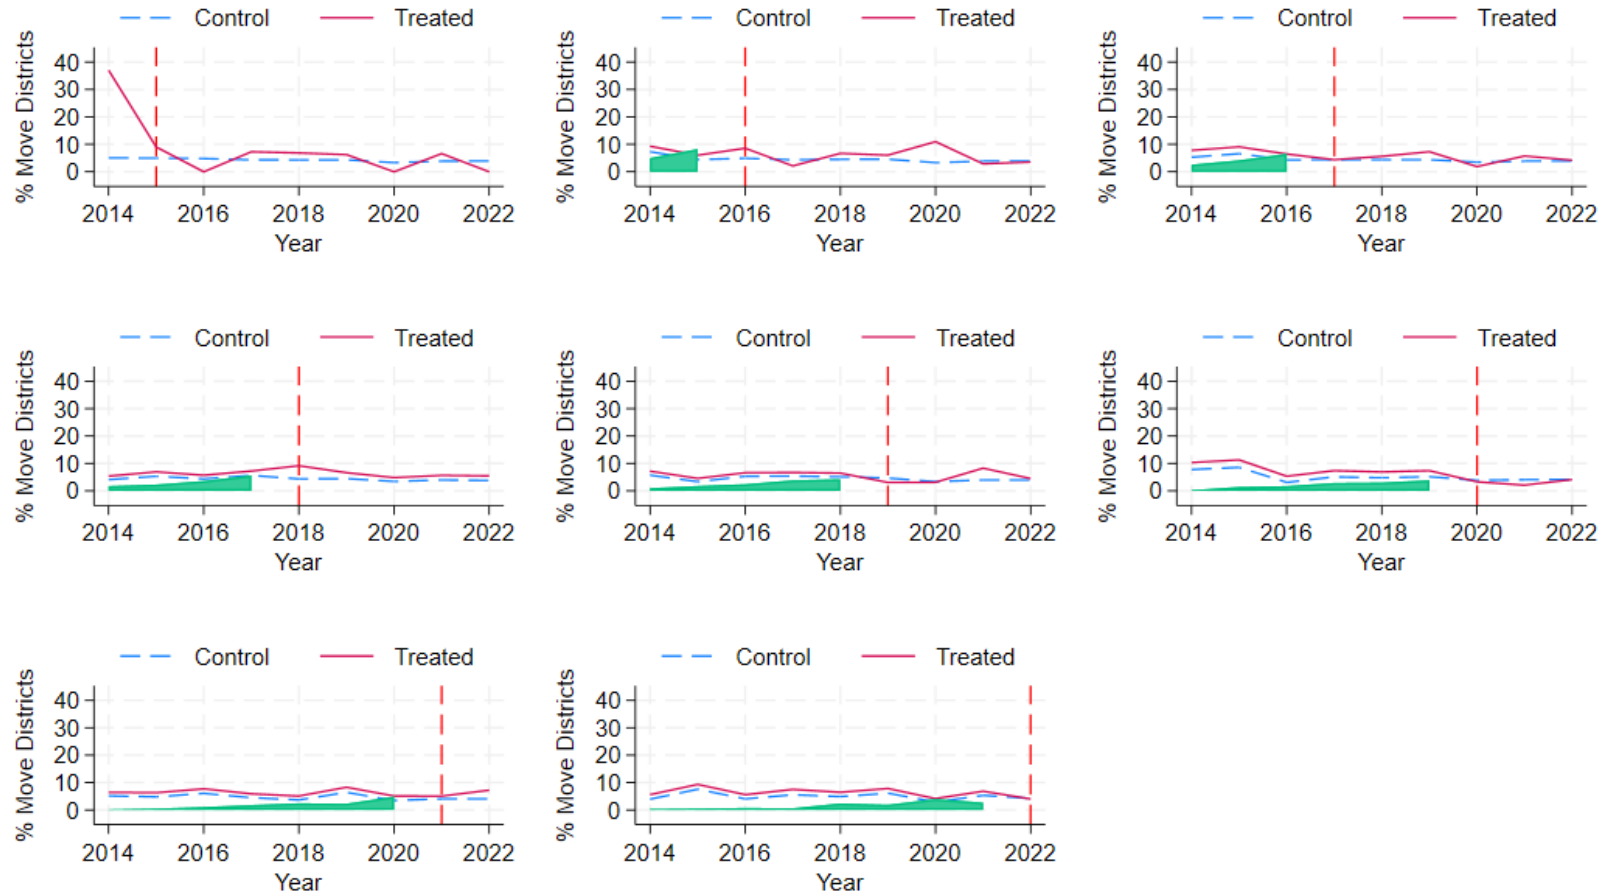 Control Treated Control Treated Control Treated
% Move Districts % Move Districts % Move Districts
40 40 40
30 30 30
20 20 20
10 10 10
0 0 0
2014 2016 2018 2020 2022 2014 2016 2018 2020 2022 2014 2016 2018 2020 2022
Year Year Year
Control Treated Control Treated Control Treated
% Move Districts % Move Districts % Move Districts
40 40 40
30 30 30
20 20 20
10 10 10
0 0 0
2014 2016 2018 2020 2022 2014 2016 2018 2020 2022 2014 2016 2018 2020 2022
Year Year Year
Control Treated Control Treated
% Move Districts % Move Districts
40 40
30 30
20 20
10 10
0 0
2014 2016 2018 2020 2022 2014 2016 2018 2020 2022
Year Year